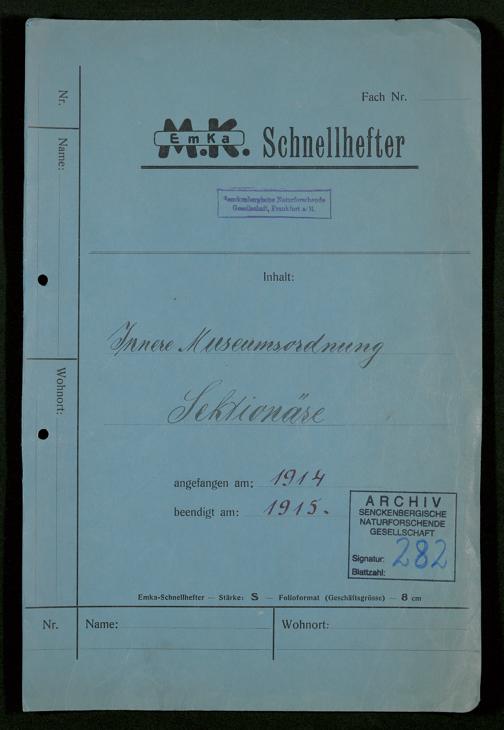 Fach Nr.
M.K.
EmKa
Schnellhefter
Senckenbergische Naturforschende
Gesellschaft, Frankfurt a/M.
Inhalt:
Innere Museumsordnung
Sektionäre
angefangen am: 1914
beendigt am: 1915.
ARCHIV
SENCKENBERGISCHE
NATURFORSCHENDE
GESELLSCHAFT
Signatur: 282
Blattzahl:
Emka-Schnellhefter — Stärke: S — Folioformat (Geschäftsgrösse) — 8 cm
Nr.
Name:
Wohnort:
Nr.
Name:
Wohnort: